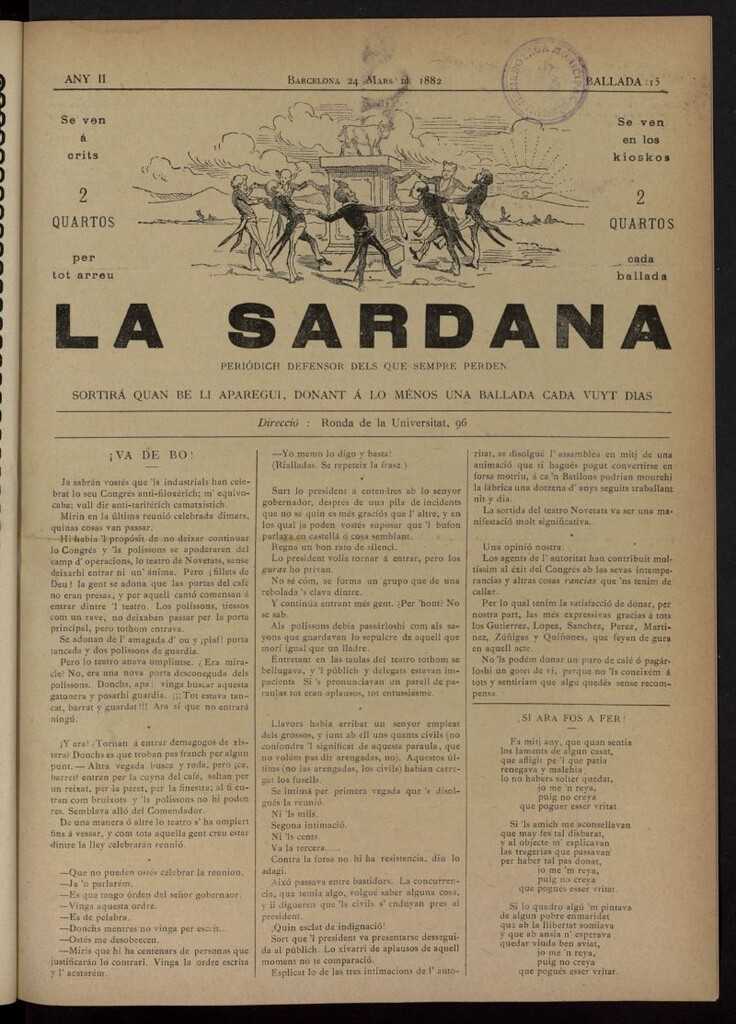 ANY II
BARCELONA 24 MARS DE 1882
BALLADA 15
Se ven
á
crits
2
QUARTOS
per
tot arreu
Se ven
en los
kioskos
2
QUARTOS
cada
ballada
LA SARDANA
PERIÓDICH DEFENSOR DELS QUE SEMPRE PERDEN
SORTIRÁ QUAN BE LI APAREGUI, DONANT Á LO MÉNOS UNA BALLADA CADA VUYT DIAS
Direcció : Ronda de la Universitat, 96
¡VA DE BO!
Ja sabrán vostés que 'ls industrials han cele-
brat lo seu Congrés anti-filoxérich; m' equivo-
caba; vull dir anti-tariférich camatxístich.
Mirin en la última reunió celebrada dimars,
quinas cosas van passar.
Hi habia 'l propósit de no deixar continuar
lo Congrés y 'ls polissons se apoderaren del
camp d' operacions, lo teatro de Novetats, sense
deixarhi entrar ni un' ánima. Pero ¡fillets de
Deu! la gent se adona que las portas del café
no eran presas, y per aquell cantó comensan á
entrar dintre 'l teatro. Los polissons, tiessos
com un rave, no deixaban passar per la porta
principal, pero tothom entrava.
Se adonan de l' amagada d' ou y ¡plaf! porta
tancada y dos polissons de guardia.
Pero lo teatro anava omplintse. ¿Era mira-
cle? No, era una nova porta desconeguda dels
polissons. Donchs, apa: vinga buscar aquesta
gatonera y posarhi guardia. ¡¡¡Tot estava tan-
cat, barrat y guardat!!! Ara sí que no entrará
ningú.
¡Y ara! ¿Tornan á entrar demagogos de xis-
tera? Donchs es que troban pas franch per algun
punt.—Altra vegada busca y roda, pero ¡ca,
barret! entran per la cuyna del café, saltan per
un reixat, per la paret, per la finestra; al fi en-
tran com bruixots y 'ls polissons no hi poden
res. Semblava alló del Comendador.
De una manera ó altre lo teatro s' ha omplert
fins á vessar, y com tota aquella gent creu estar
dintre la lley celebrarán reunió.
—Que no pueden ostés celebrar la reunion.
—Ja 'n parlarém.
—Es que tengo órden del señor gobernaor.
—Vinga aquesta ordre.
—Es de pelabra.
—Donchs mentres no vinga per escrit...
—Ostés me desobeecen.
—Miris que hi ha centenars de personas que
justificarán lo contrari. Vinga la ordre escrita
y l' acatarém.
—Yo memo lo digo y basta!
(Rialladas. Se repeteix la frase.)
Surt lo president á enténdres ab lo senyor
gobernador, després de una pila de incidents
que no sé quin es més graciós que l' altre, y en
los qual ja poden vostés suposar que 'l bufon
parlava en castellá ó cosa semblant.
Regna un bon rato de silenci.
Lo president volia tornar á entrar, pero los
guras ho privan.
No sé cóm, se forma un grupo que de una
rebolada 's clava dintre.
Y continúa entrant més gent. ¿Per 'hont? No
se sab.
Als polissons debía passárloshi com als sa-
yons que guardavan lo sepulcre de aquell que
morí igual que un lladre.
Entretant en las taulas del teatro tothom se
bellugava, y 'l públich y delegats estavan im-
pacients. Si 's pronunciavan un parell de pa-
raulas tot eran aplausos, tot entussiasme.
Llavors habia arribat un senyor empleat
dels grossos, y junt ab ell uns quants civils (no
confondre 'l significat de aquesta paraula, que
no volém pas dir arengadas, no). Aquestos úl-
tims (no las arengadas, los civils) habian carre-
gat los fusells.
Se intimá per primera vegada que 's disol-
gués la reunió.
Ni 'ls mils.
Segona intimació.
Ni 'ls cents.
Va la tercera.....
Contra la forsa no hi ha resistencia, diu lo
adagi.
Aixó passava entre bastidors. La concurren-
cia, que temia algo, volgué saber alguna cosa,
y li digueren que 'ls civils s' enduyan pres al
president.
¡Quin esclat de indignació!
Sort que 'l president va presentarse dessegui-
da al públich. Lo xivarri de aplausos de aquell
moment no te comparació.
Esplicat lo de las tres intimacions de l' auto-
ritat, se disolgué l' assamblea en mitj de una
animació que si hagués pogut convertirse en
forsa motriu, á ca 'n Batllons podrian mourehi
la fábrica una dotzena d' anys seguits traballant
nit y dia.
La sortida del teatro Novetats va ser una ma-
nifestació molt significativa.
Una opinió nostra.
Los agents de l' autoritat han contribuit mol-
tíssim al éxit del Congrés ab las sevas intempe-
rancias y altras cosas rancias que 'ns tenim de
callar.
Per lo qual tenim la satisfacció de donar, per
nostra part, las més expressivas gracias á tots
los Gutierrez, Lopez, Sanchez, Perez, Marti-
nez, Zúñigas y Quiñones, que feyan de gura
en aquell acte.
No 'ls podém donar un puro de calé ó pagár-
loshi un gotet de vi, perque no 'ls coneixém á
tots y sentiriam que algú quedés sense recom-
pensa.
¡SI ARA FOS A FER!
Fa mitj any, que quan sentia
los laments de algun casat,
que afligit pe 'l que patia
renegava y malehia
lo no habers solter quedat,
jo me 'n reya,
puig no creya
que poguer esser vritat.
Si 'ls amich me aconsellavan
que may fes tal disbarat,
y al objecte m' esplicavan
las tragerias que passavan
per haber tal pas donat,
jo me 'm reya,
puig no creya
que pogués esser vritat.
Si lo quadro algú 'm pintava
de algun pobre enmaridat
que ab la llibertat somiava
y que ab ansia n' esperava
quedar viuda ben aviat,
jo me n reya,
puig no creya
que pogués esser vritat.